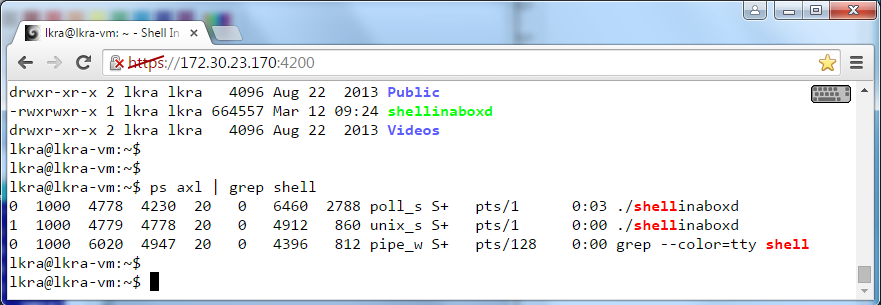 lkra@lkra-vm: ~ - Shell In
https://172.30.23.170:4200
drwxr-xr-x 2 lkra lkra   4096 Aug 22  2013 Public
-rwxrwxr-x 1 lkra lkra 664557 Mar 12 09:24 shellinaboxd
drwxr-xr-x 2 lkra lkra   4096 Aug 22  2013 Videos
lkra@lkra-vm:~$
lkra@lkra-vm:~$
lkra@lkra-vm:~$ ps axl | grep shell
0  1000  4778  4230  20   0   6460  2788 poll_s S+   pts/1      0:03 ./shellinaboxd
1  1000  4779  4778  20   0   4912   860 unix_s S+   pts/1      0:00 ./shellinaboxd
0  1000  6020  4947  20   0   4396   812 pipe_w S+   pts/128    0:00 grep --color=tty shell
lkra@lkra-vm:~$
lkra@lkra-vm:~$